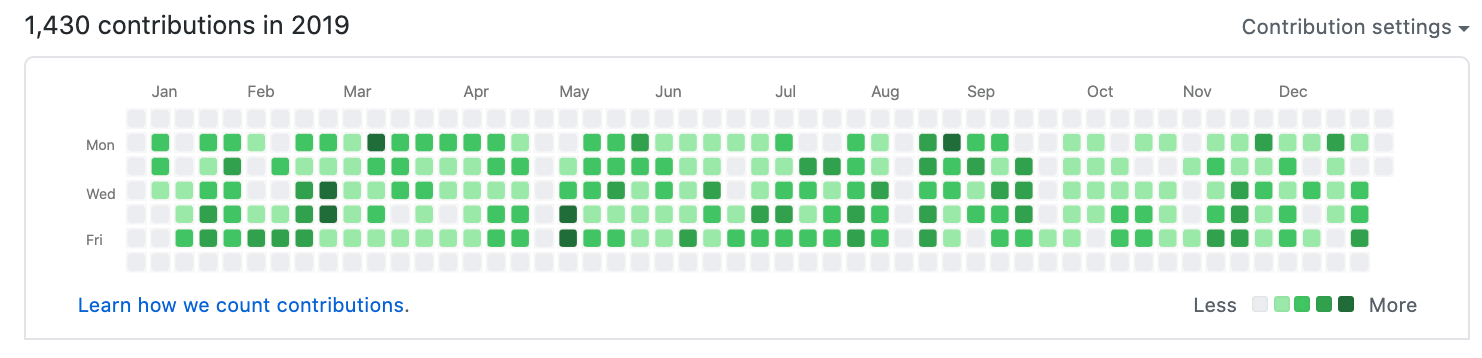 1,430 contributions in 2019
Contribution settings
Jan Feb Mar Apr May Jun Jul Aug Sep Oct Nov Dec
Mon
Wed
Fri
Learn how we count contributions.
Less More